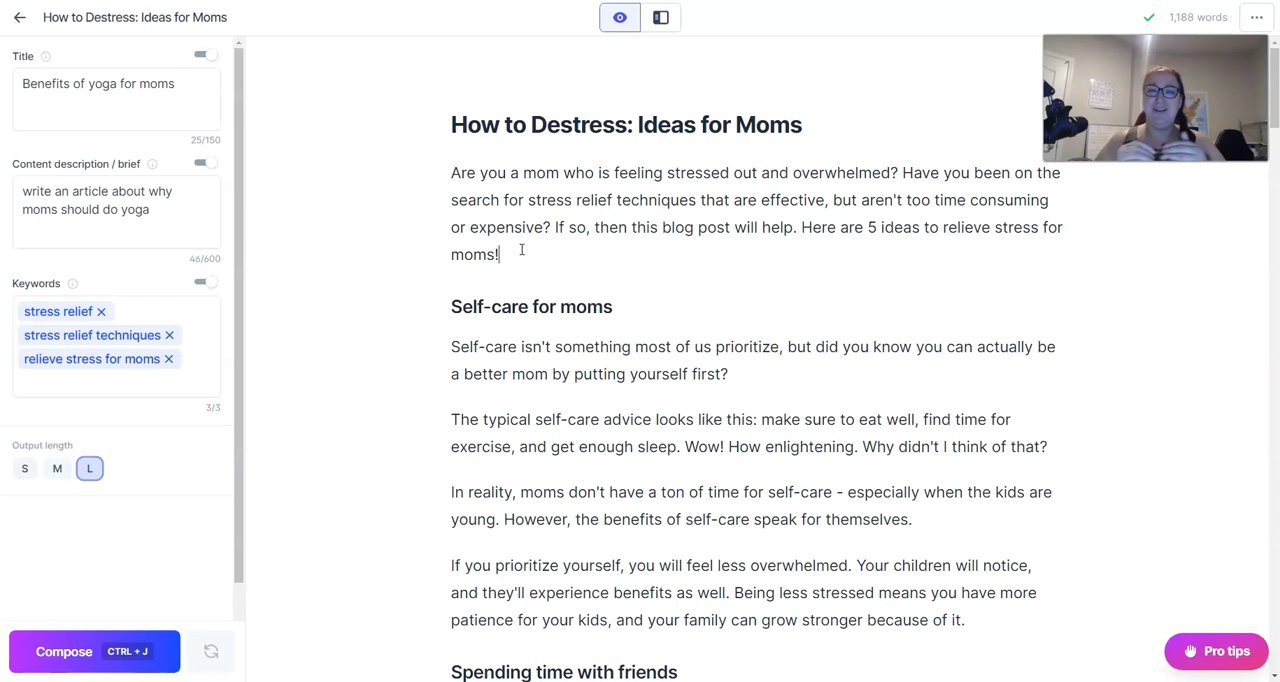 How to Destress: Ideas for Moms
1,188 words
Title
Benefits of yoga for moms
25/150
Content description / brief
write an article about why
moms should do yoga
46/600
Keywords
stress relief
stress relief techniques
relieve stress for moms
3/3
Output length
S M L
Compose CTRL + J
How to Destress: Ideas for Moms
Are you a mom who is feeling stressed out and overwhelmed? Have you been on the
search for stress relief techniques that are effective, but aren't too time consuming
or expensive? If so, then this blog post will help. Here are 5 ideas to relieve stress for
moms!
Self-care for moms
Self-care isn't something most of us prioritize, but did you know you can actually be
a better mom by putting yourself first?
The typical self-care advice looks like this: make sure to eat well, find time for
exercise, and get enough sleep. Wow! How enlightening. Why didn't I think of that?
In reality, moms don't have a ton of time for self-care - especially when the kids are
young. However, the benefits of self-care speak for themselves.
If you prioritize yourself, you will feel less overwhelmed. Your children will notice,
and they'll experience benefits as well. Being less stressed means you have more
patience for your kids, and your family can grow stronger because of it.
Spending time with friends
Pro tips